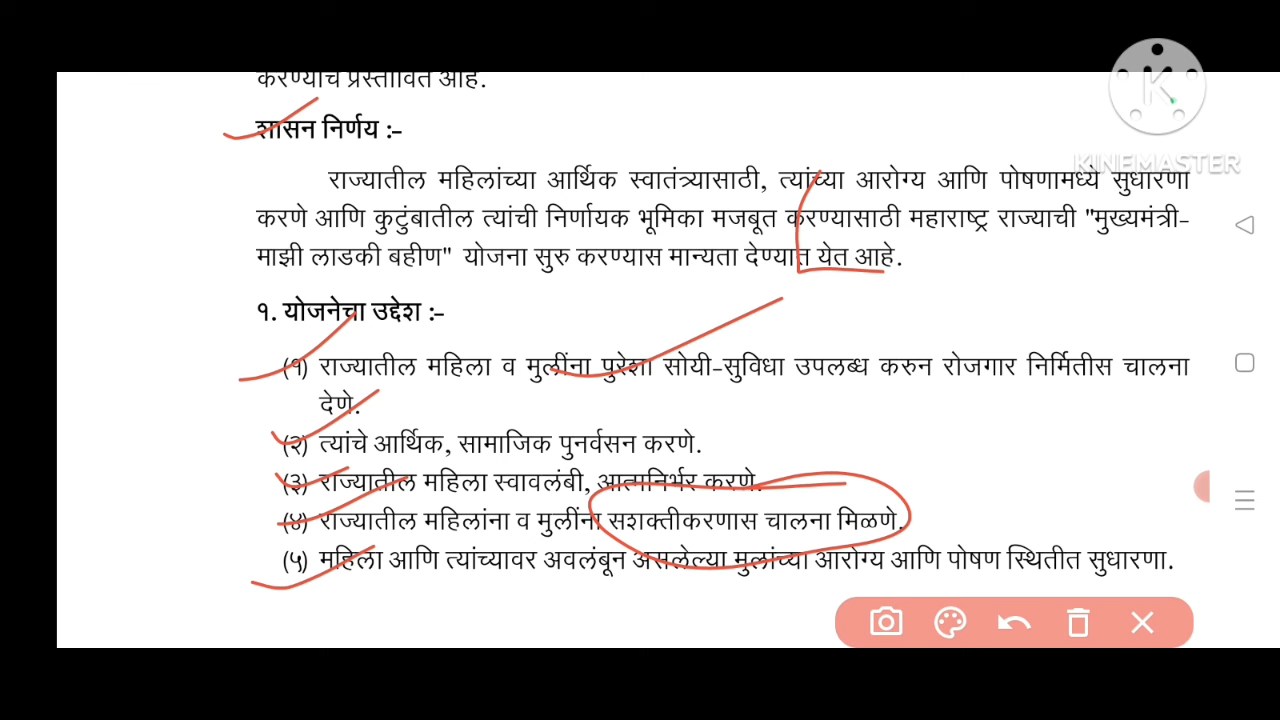 करण्याचे प्रस्तावित आहे.
शासन निर्णय :-
राज्यातील महिलांच्या आर्थिक स्वातंत्र्यासाठी, त्यांच्या आरोग्य आणि पोषणामध्ये सुधारणा
करणे आणि कुटुंबातील त्यांची निर्णायक भूमिका मजबूत करण्यासाठी महाराष्ट्र राज्याची "मुख्यमंत्री-
माझी लाडकी बहीण" योजना सुरु करण्यास मान्यता देण्यात येत आहे.
१. योजनेचा उद्देश :-
(१) राज्यातील महिला व मुलींना पुरेशा सोयी-सुविधा उपलब्ध करुन रोजगार निर्मितीस चालना
देणे.
(२) त्यांचे आर्थिक, सामाजिक पुनर्वसन करणे.
(३) राज्यातील महिला स्वावलंबी, आत्मनिर्भर करणे.
(४) राज्यातील महिलांना व मुलींना सशक्तीकरणास चालना मिळणे.
(५) महिला आणि त्यांच्यावर अवलंबून असलेल्या मुलांच्या आरोग्य आणि पोषण स्थितीत सुधारणा.
K
KINEMASTER